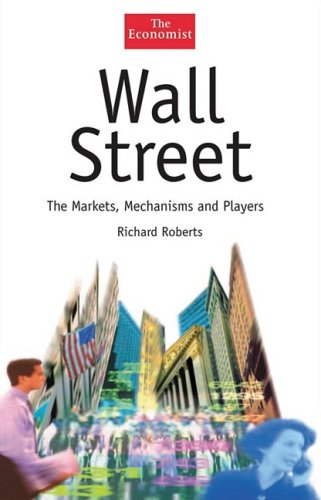 The
Economist
Wall
Street
The Markets, Mechanisms and Players
Richard Roberts